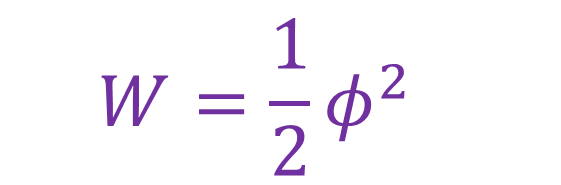 W = 1/2 ϕ²